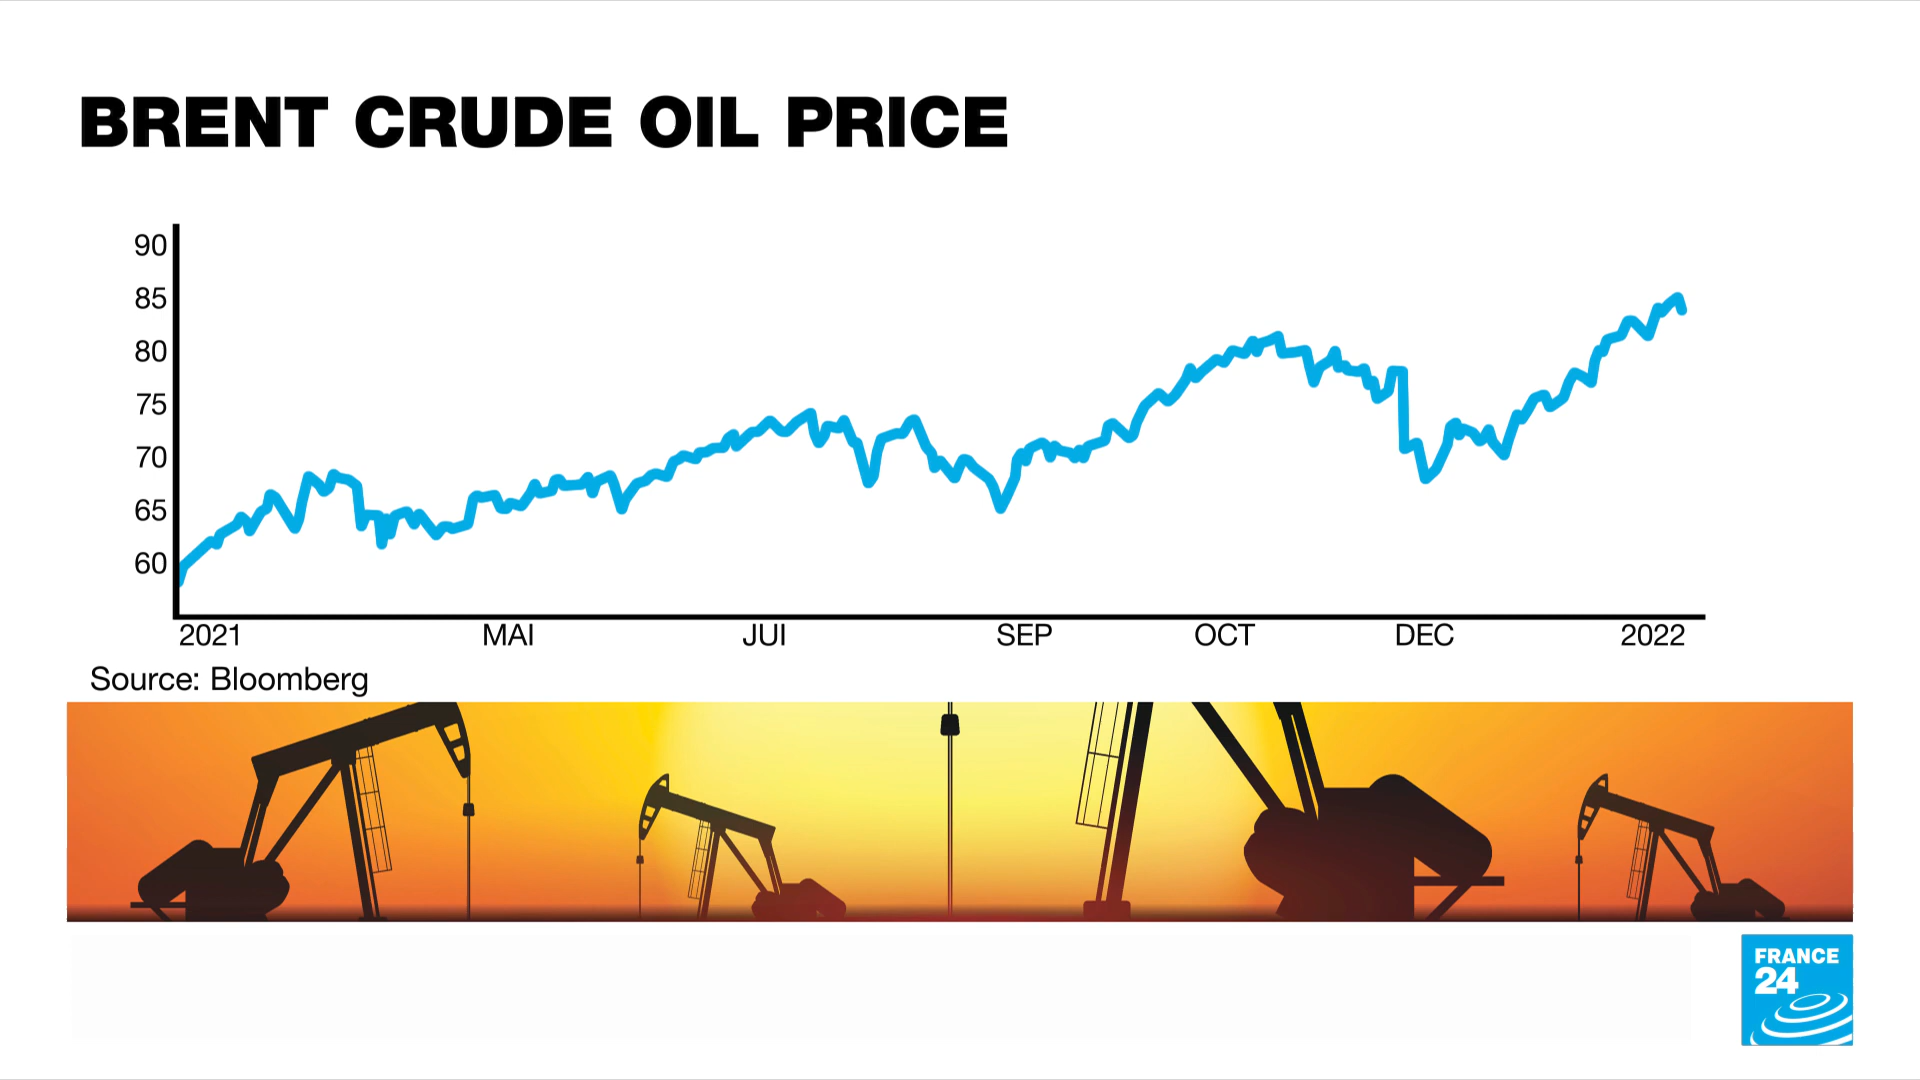 BRENT CRUDE OIL PRICE
90
85
80
75
70
65
60
2021 MAI JUI SEP OCT DEC 2022
Source: Bloomberg
FRANCE
24